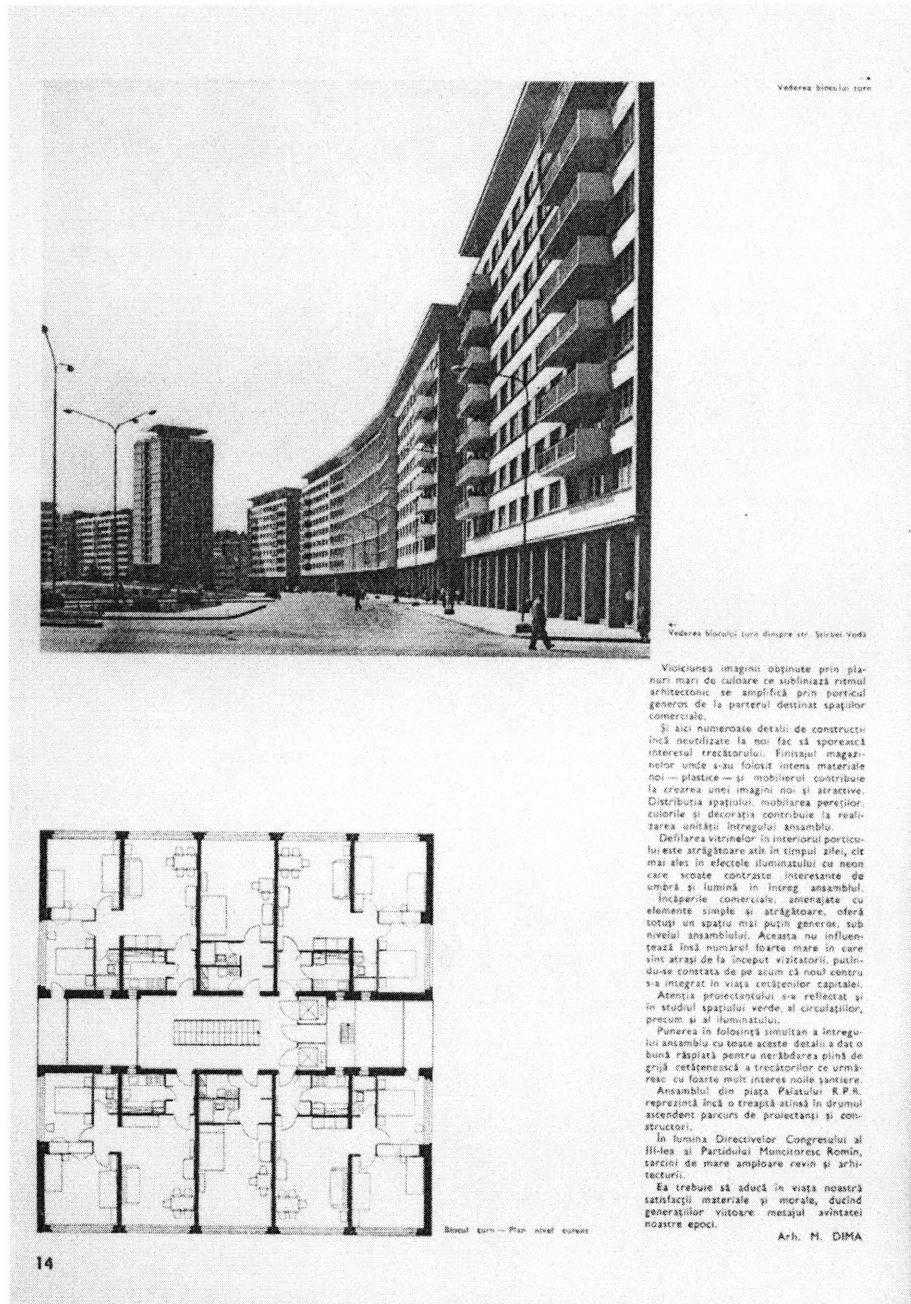 Vederea blocului turn
Vederea blocului turn dinspre str. Știrbei Vodă
Vioiciunea imaginii obținute prin pla-
nuri mari de culoare ce subliniază ritmul
arhitectonic se amplifică prin porticul
generos de la parterul destinat spațiilor
comerciale.
Și aici numeroase detalii de construcții
încă neutilizate la noi fac să sporească
interesul trecătorului. Finisajul magazi-
nelor unde s-au folosit intens materiale
noi — plastice — și mobilierul contribuie
la crearea unei imagini noi și atractive.
Distribuția spațiului, mobilarea pereților,
culorile și decorația contribuie la reali-
zarea unității întregului ansamblu.
Defilarea vitrinelor în interiorul porticu-
lui este atrăgătoare atît în timpul zilei, cît
mai ales în efectele iluminatului cu neon
care scoate contraste interesante de
umbră și lumină în întreg ansamblul.
Încăperile comerciale, amenajate cu
elemente simple și atrăgătoare, oferă
totuși un spațiu mai puțin generos, sub
nivelul ansamblului. Aceasta nu influen-
țează însă numărul foarte mare în care
sînt atrași de la început vizitatorii, putîn-
du-se constata de pe acum că noul centru
s-a integrat în viața cetățenilor capitalei.
Atenția proiectantului s-a reflectat și
în studiul spațiului verde, al circulațiilor,
precum și al iluminatului.
Punerea în folosință simultan a întregu-
lui ansamblu cu toate aceste detalii a dat o
bună răsplată pentru nerăbdarea plină de
grijă cetățenească a trecătorilor ce urmă-
resc cu foarte mult interes noile șantiere.
Ansamblul din piața Palatului R.P.R.
reprezintă încă o treaptă atinsă în drumul
ascendent parcurs de proiectanți și con-
structori.
În lumina Directivelor Congresului al
III-lea al Partidului Muncitoresc Romîn,
sarcini de mare amploare revin și arhi-
tecturii.
Ea trebuie să aducă în viața noastră
satisfacții materiale și morale, ducînd
generațiilor viitoare mesajul avîntatei
noastre epoci.
Arh. M. DIMA
Blocul turn — Plan nivel curent
14